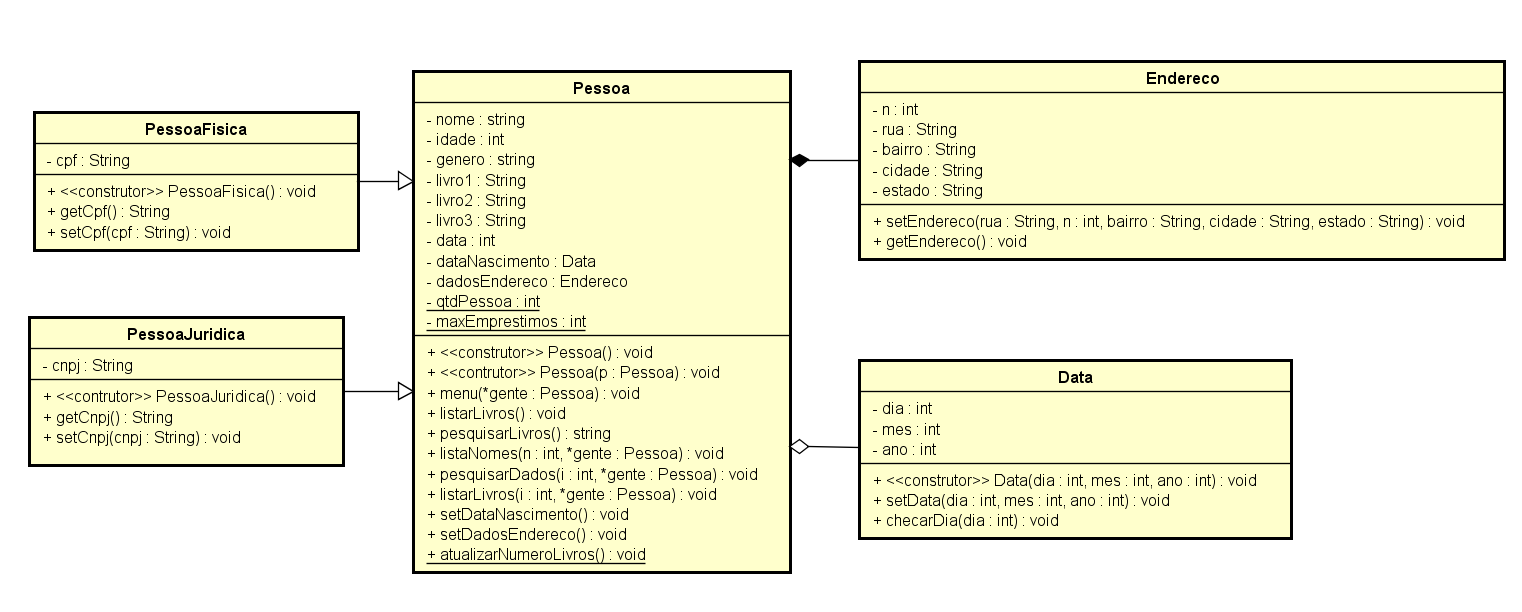 PessoaFisica
- cpf : String
+ <<construtor>> PessoaFisica() : void
+ getCpf() : String
+ setCpf(cpf : String) : void
PessoaJuridica
- cnpj : String
+ <<contrutor>> PessoaJuridica() : void
+ getCnpj() : String
+ setCnpj(cnpj : String) : void
Pessoa
- nome : string
- idade : int
- genero : string
- livro1 : String
- livro2 : String
- livro3 : String
- data : int
- dataNascimento : Data
- dadosEndereco : Endereco
- qtdPessoa : int
- maxEmprestimos : int
+ <<construtor>> Pessoa() : void
+ <<contrutor>> Pessoa(p : Pessoa) : void
+ menu(*gente : Pessoa) : void
+ listarLivros() : void
+ pesquisarLivros() : string
+ listaNomes(n : int, *gente : Pessoa) : void
+ pesquisarDados(i : int, *gente : Pessoa) : void
+ listarLivros(i : int, *gente : Pessoa) : void
+ setDataNascimento() : void
+ setDadosEndereco() : void
+ atualizarNumeroLivros() : void
Endereco
- n : int
- rua : String
- bairro : String
- cidade : String
- estado : String
+ setEndereco(rua : String, n : int, bairro : String, cidade : String, estado : String) : void
+ getEndereco() : void
Data
- dia : int
- mes : int
- ano : int
+ <<construtor>> Data(dia : int, mes : int, ano : int) : void
+ setData(dia : int, mes : int, ano : int) : void
+ checarDia(dia : int) : void